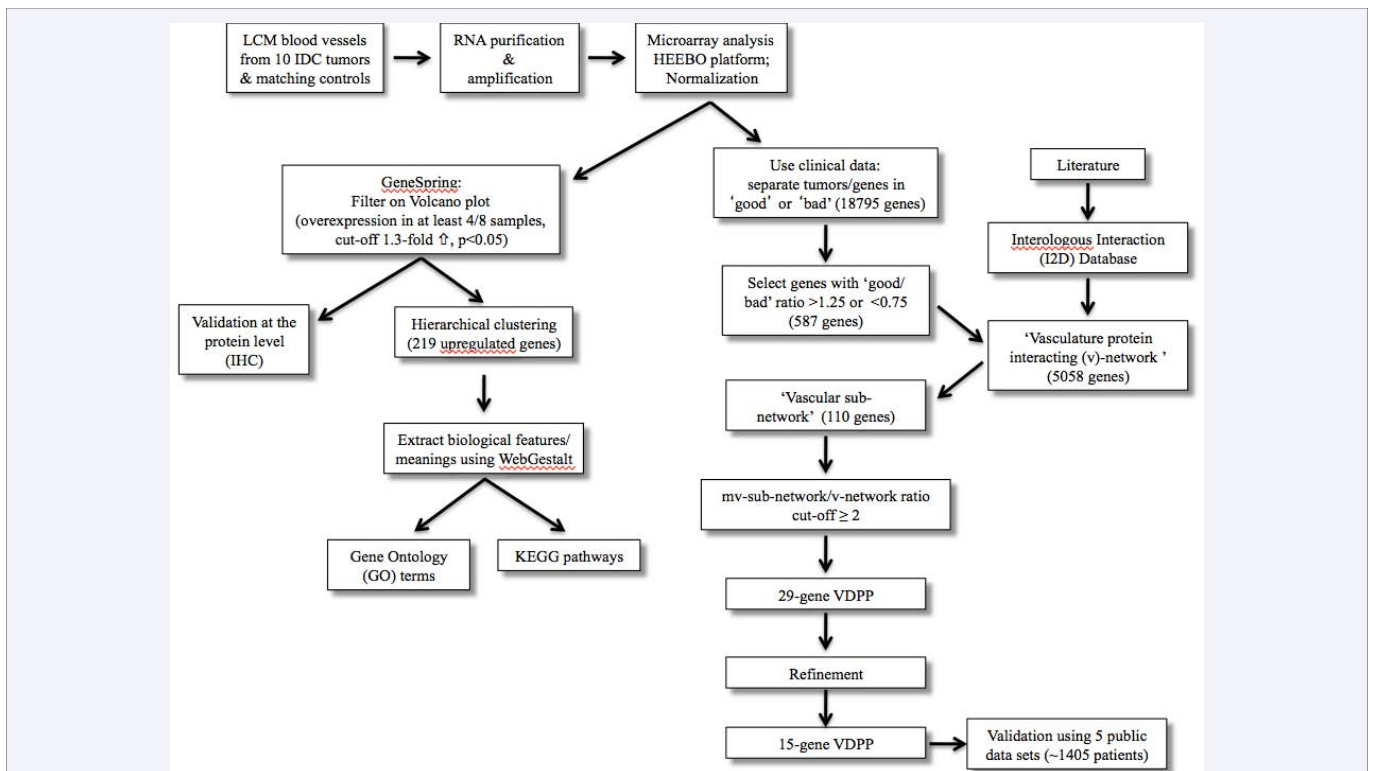 LCM blood vessels
from 10 IDC tumors
& matching controls
RNA purification
&
amplification
Microarray analysis
HEEBO platform;
Normalization
GeneSpring:
Filter on Volcano plot
(overexpression in at least 4/8 samples,
cut-off 1.3-fold ⇧, p<0.05)
Use clinical data:
separate tumors/genes in
‘good’ or ‘bad’ (18795 genes)
Literature
Interologous Interaction
(I2D) Database
Select genes with ‘good/
bad’ ratio >1.25 or <0.75
(587 genes)
Validation at the
protein level
(IHC)
Hierarchical clustering
(219 upregulated genes)
‘Vasculature protein
interacting (v)-network ’
(5058 genes)
‘Vascular sub-
network’ (110 genes)
Extract biological features/
meanings using WebGestalt
mv-sub-network/v-network ratio
cut-off ≥ 2
Gene Ontology
(GO) terms
KEGG pathways
29-gene VDPP
Refinement
15-gene VDPP
Validation using 5 public
data sets (~1405 patients)